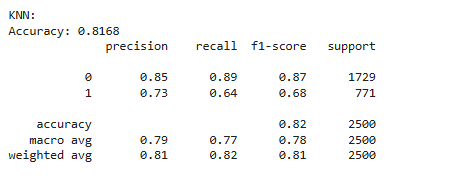 KNN:
Accuracy: 0.8168
precision recall f1-score support
0 0.85 0.89 0.87 1729
1 0.73 0.64 0.68 771
accuracy 0.82 2500
macro avg 0.79 0.77 0.78 2500
weighted avg 0.81 0.82 0.81 2500